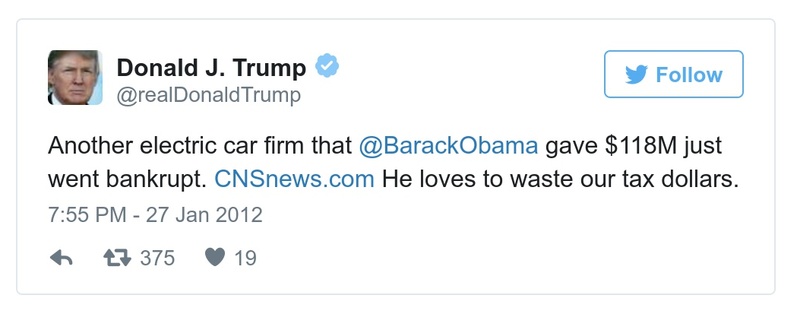 Donald J. Trump
@realDonaldTrump
Follow
Another electric car firm that @BarackObama gave $118M just
went bankrupt. CNSnews.com He loves to waste our tax dollars.
7:55 PM - 27 Jan 2012
375 19